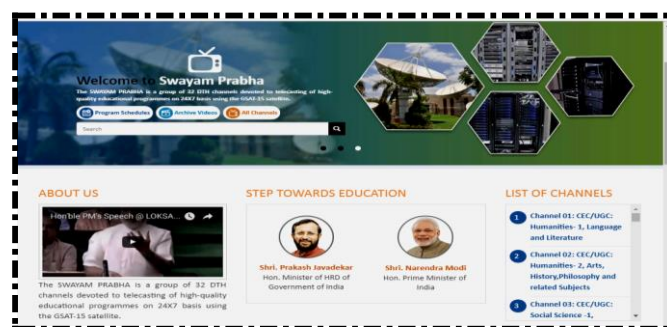 Welcome to Swayam Prabha
The SWAYAM PRABHA is a group of 32 DTH channels devoted to telecasting of high-
quality educational programmes on 24X7 basis using the GSAT-15 satellite.
Program Schedules
Archive Videos
All Channels
Search
ABOUT US
Hon'ble PM's Speech @ LOKSA...
The SWAYAM PRABHA is a group of 32 DTH
channels devoted to telecasting of high-quality
educational programmes on 24X7 basis using
the GSAT-15 satellite.
STEP TOWARDS EDUCATION
Shri. Prakash Javadekar
Hon. Minister of HRD of
Government of India
Shri. Narendra Modi
Hon. Prime Minister of
India
LIST OF CHANNELS
1 Channel 01: CEC/UGC:
Humanities- 1, Language
and Literature
2 Channel 02: CEC/UGC:
Humanities- 2, Arts,
History,Philosophy and
related Subjects
3 Channel 03: CEC/UGC:
Social Science -1,